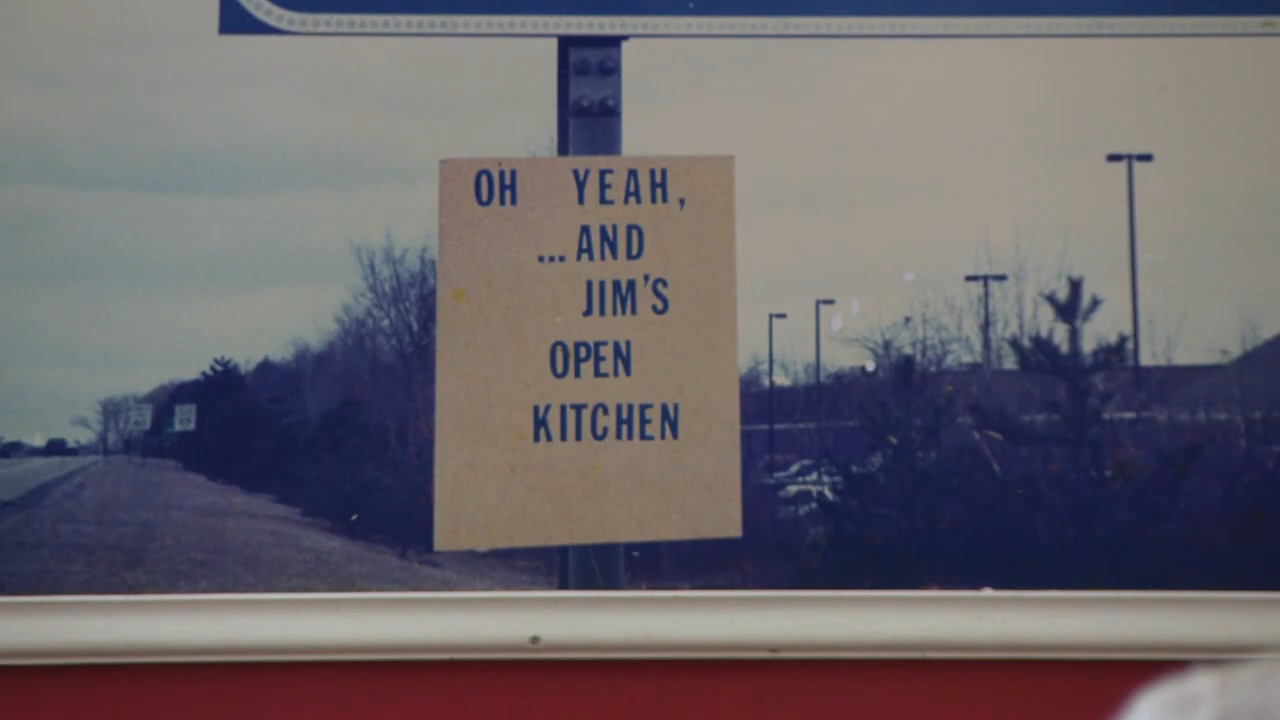 OH YEAH,
...AND
JIM'S
OPEN
KITCHEN